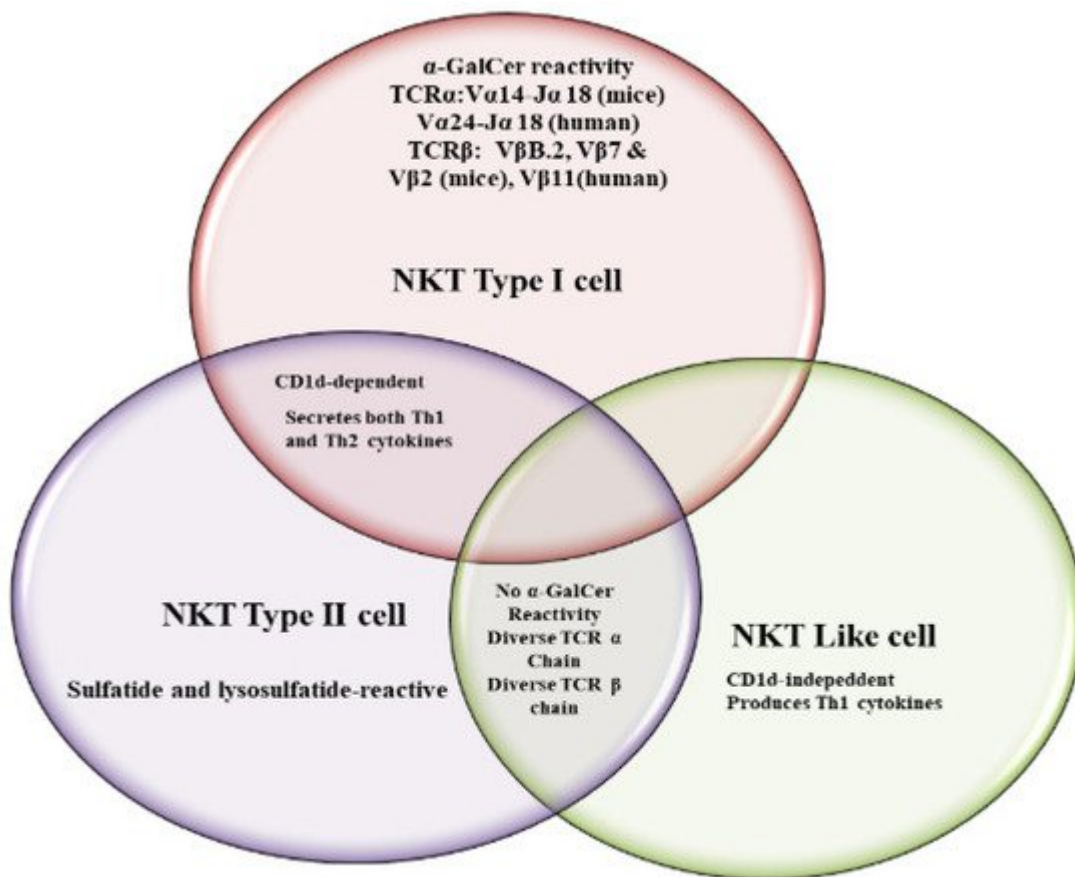 α-GalCer reactivity
TCRα:Vα14-Jα 18 (mice)
Vα24-Jα 18 (human)
TCRβ: VβB.2, Vβ7 &
Vβ2 (mice), Vβ11(human)
NKT Type I cell
CD1d-dependent
Secretes both Th1
and Th2 cytokines
NKT Type II cell
Sulfatide and lysosulfatide-reactive
No α-GalCer
Reactivity
Diverse TCR α
Chain
Diverse TCR β
chain
NKT Like cell
CD1d-indepeddent
Produces Th1 cytokines